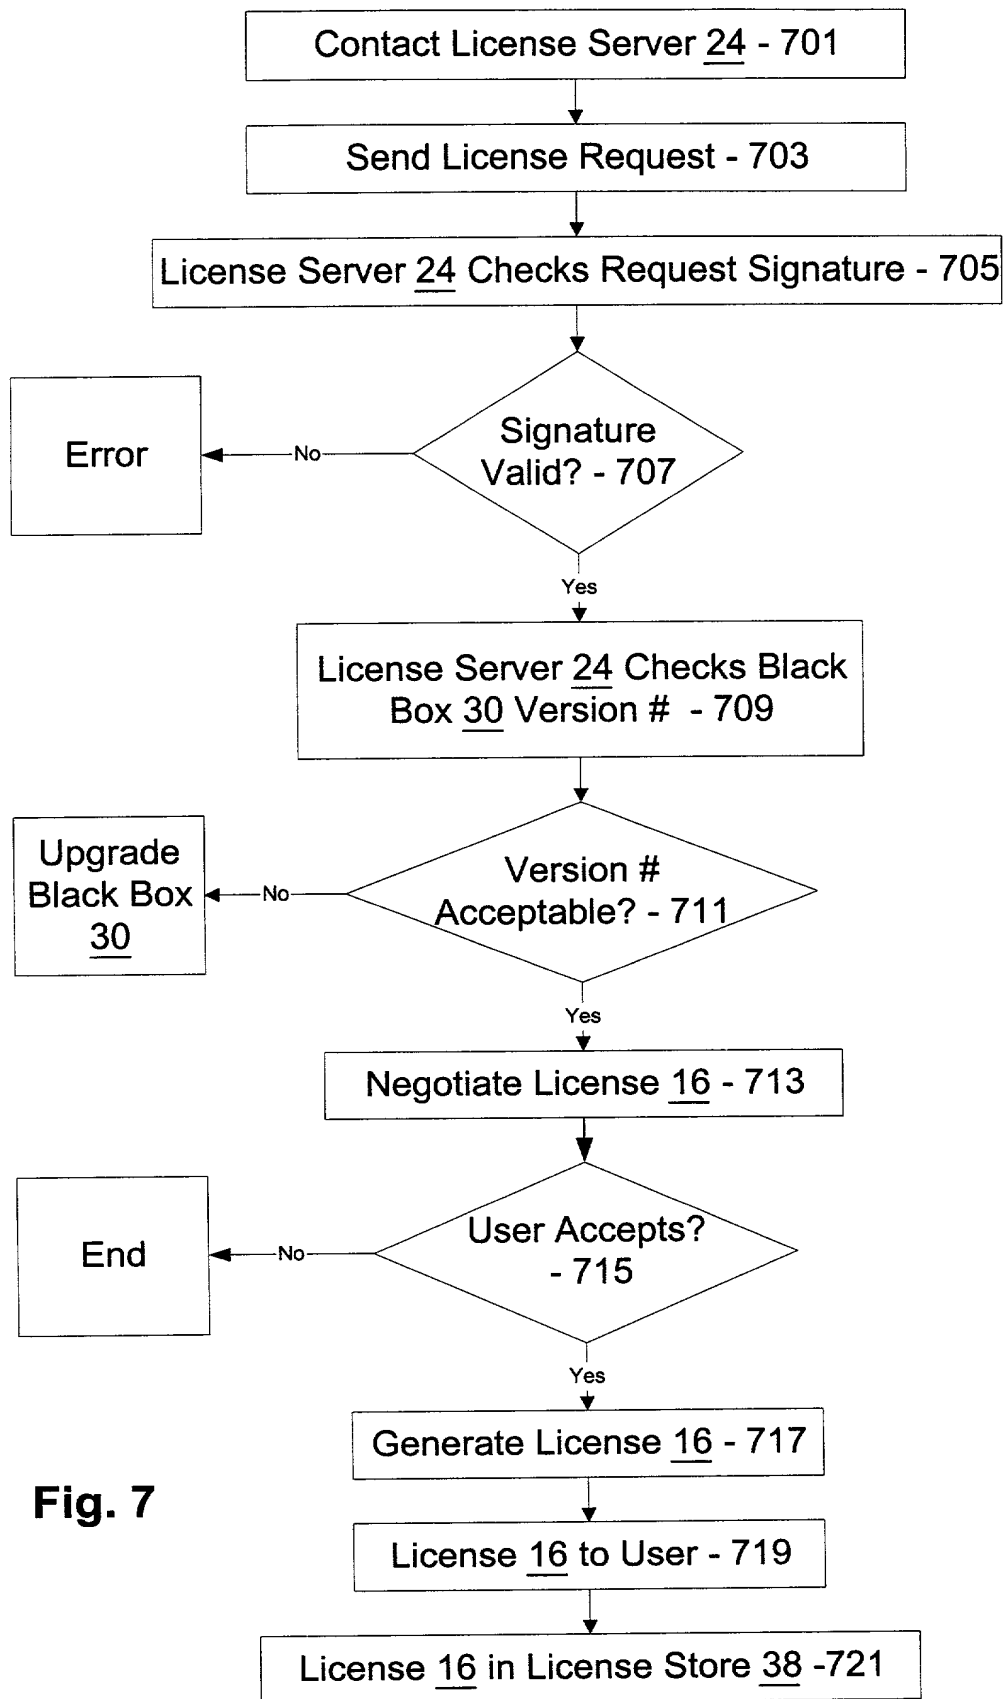 Contact License Server 24 - 701
Send License Request - 703
License Server 24 Checks Request Signature - 705
Signature
Valid? - 707
No
Error
Yes
License Server 24 Checks Black
Box 30 Version # - 709
Version #
Acceptable? - 711
No
Upgrade
Black Box
30
Yes
Negotiate License 16 - 713
User Accepts?
- 715
No
End
Yes
Generate License 16 - 717
License 16 to User - 719
License 16 in License Store 38 -721
Fig. 7